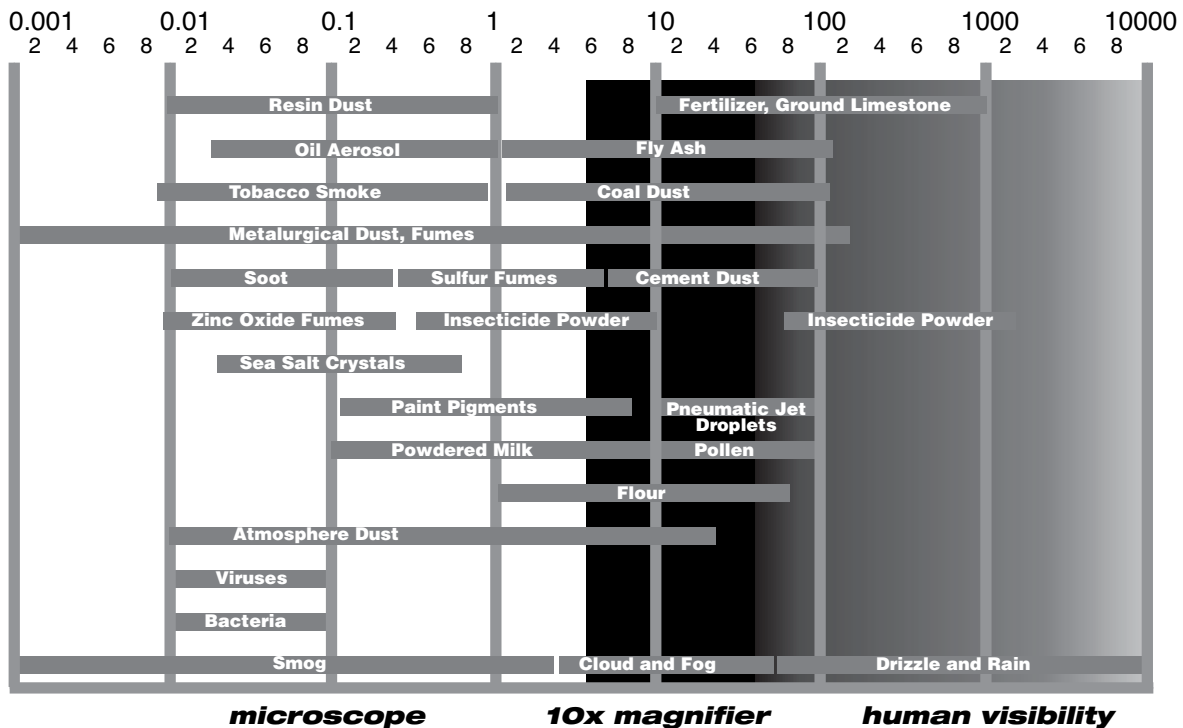 0.001 0.01 0.1 1 10 100 1000 10000
2 4 6 8 2 4 6 8 2 4 6 8 2 4 6 8 2 4 6 8 2 4 6 8 2 4 6 8
Resin Dust Fertilizer, Ground Limestone
Oil Aerosol Fly Ash
Tobacco Smoke Coal Dust
Metalurgical Dust, Fumes
Soot Sulfur Fumes Cement Dust
Zinc Oxide Fumes Insecticide Powder Insecticide Powder
Sea Salt Crystals
Paint Pigments Pneumatic Jet
Droplets
Powdered Milk Pollen
Flour
Atmosphere Dust
Viruses
Bacteria
Smog Cloud and Fog Drizzle and Rain
microscope 10x magnifier human visibility